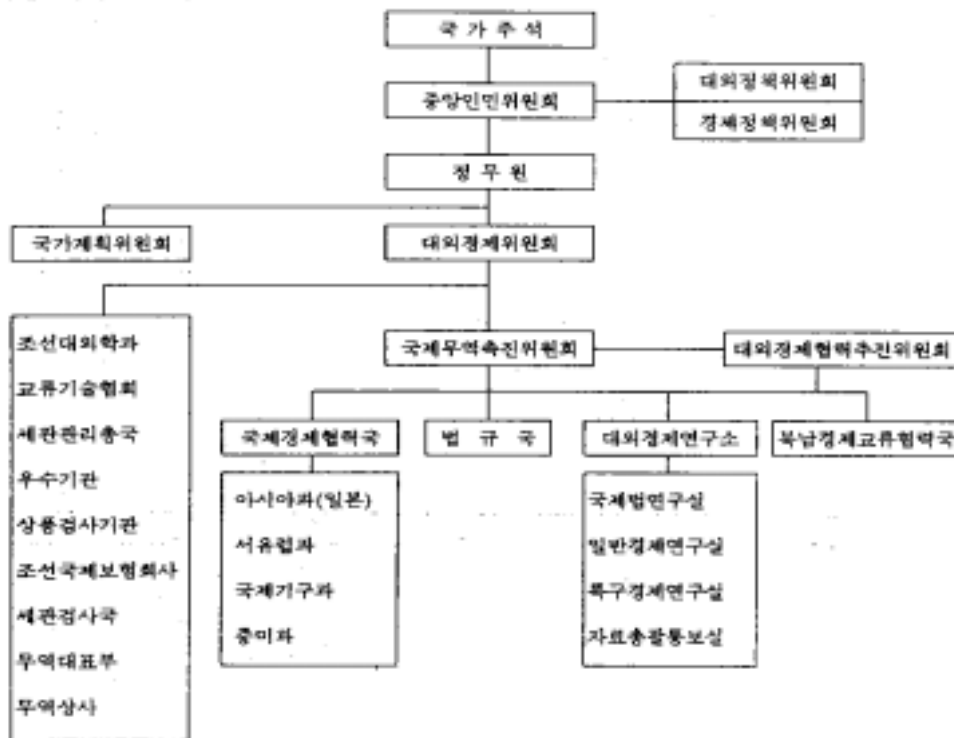 국 가 주 석
중앙인민위원회
대외정책위원회
경제정책위원회
정 무 원
국가계획위원회
대외경제위원회
조선대외학과
교류기술협회
세관관리총국
우수기관
상품검사기관
조선국제보험회사
세관검사국
무역대표부
무역상사
국제무역촉진위원회
대외경제협력추진위원회
국제경제협력국
법 규 국
대외경제연구소
북남경제교류협력국
아시아과(일본)
서유럽과
국제기구과
중미과
국제법연구실
일반경제연구실
특구경제연구실
자료총괄통보실